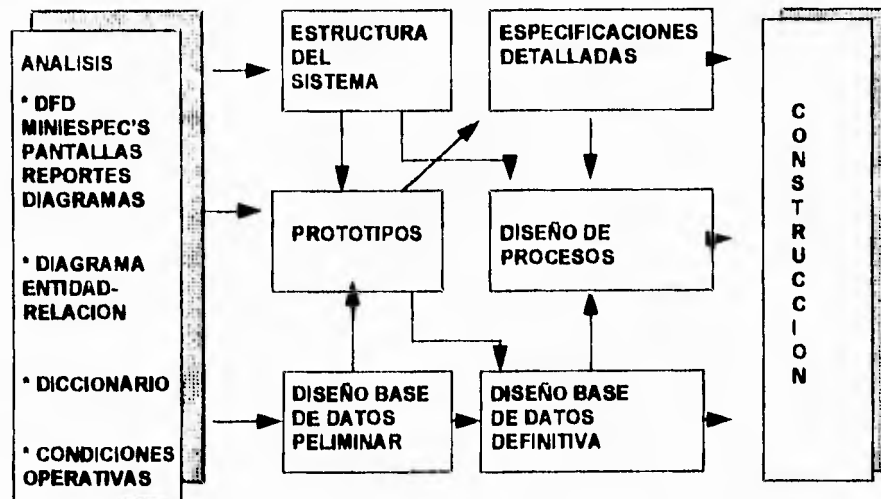 ANALISIS
* DFD
MINIESPEC'S
PANTALLAS
REPORTES
DIAGRAMAS
* DIAGRAMA
ENTIDAD-
RELACION
* DICCIONARIO
* CONDICIONES
OPERATIVAS
ESTRUCTURA
DEL
SISTEMA
ESPECIFICACIONES
DETALLADAS
PROTOTIPOS
DISEÑO DE
PROCESOS
DISEÑO BASE
DE DATOS
PELIMINAR
DISEÑO BASE
DE DATOS
DEFINITIVA
CONSTRUCCION